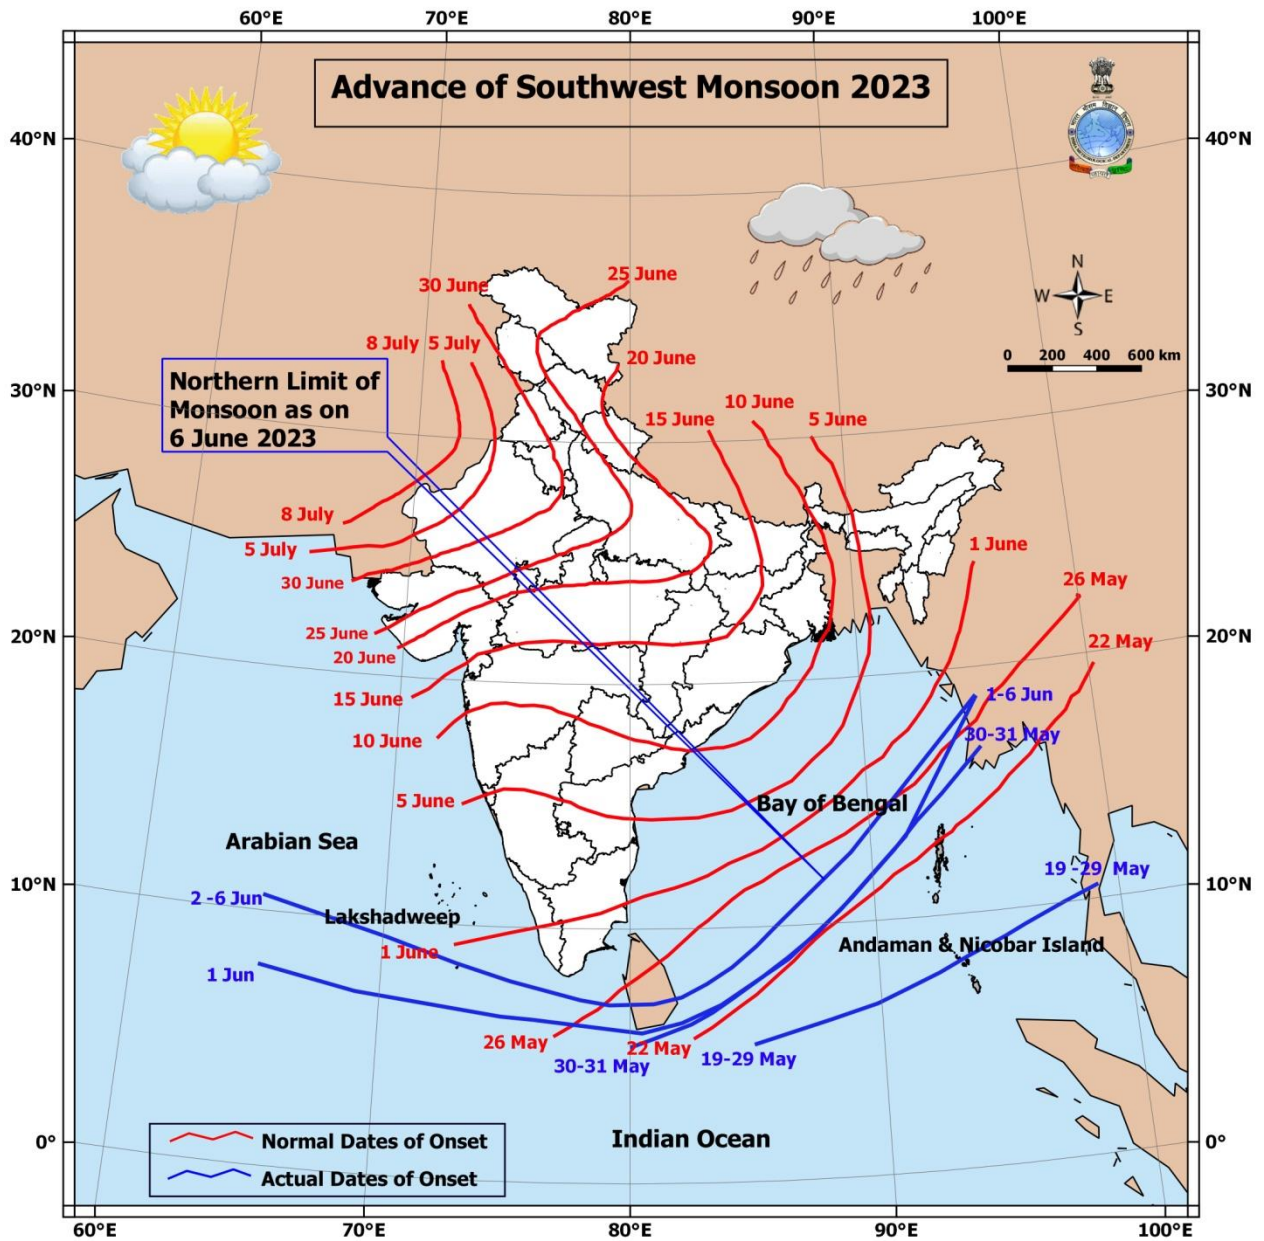 60°E 70°E 80°E 90°E 100°E
Advance of Southwest Monsoon 2023
40°N 40°N
N
W E
S
0 200 400 600 km
25 June
30 June
8 July 5 July
20 June
Northern Limit of
Monsoon as on
6 June 2023
30°N 30°N
10 June
15 June 5 June
8 July
5 July
1 June
30 June
26 May
25 June
20°N 20°N
22 May
20 June
15 June
1-6 Jun
30-31 May
10 June
5 June
Bay of Bengal
Arabian Sea
19 -29 May
10°N 10°N
2 -6 Jun
Lakshadweep
1 June
Andaman & Nicobar Island
1 Jun
26 May
22 May
30-31 May
19-29 May
Normal Dates of Onset
Indian Ocean
0° 0°
Actual Dates of Onset
60°E 70°E 80°E 90°E 100°E